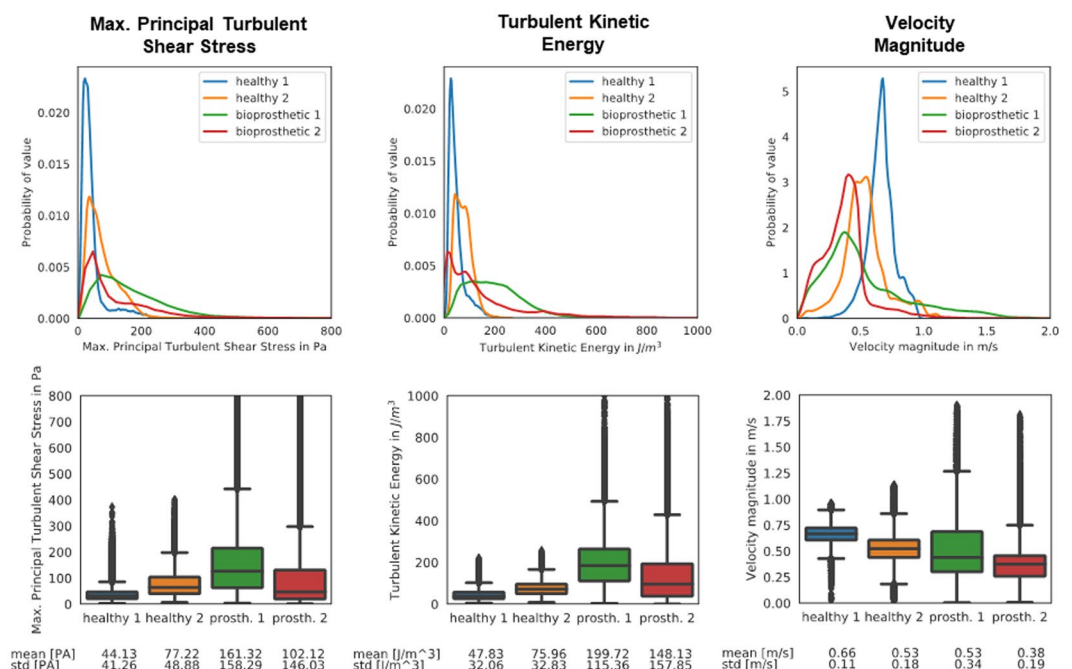 Max. Principal Turbulent
Shear Stress
Turbulent Kinetic
Energy
Velocity
Magnitude
healthy 1
healthy 2
bioprosthetic 1
bioprosthetic 2
Probability of value
0.020
0.015
0.010
0.005
0.000
0 200 400 600 800
Max. Principal Turbulent Shear Stress in Pa
healthy 1
healthy 2
bioprosthetic 1
bioprosthetic 2
Probability of value
0.020
0.015
0.010
0.005
0.000
0 200 400 600 800 1000
Turbulent Kinetic Energy in J/m³
healthy 1
healthy 2
bioprosthetic 1
bioprosthetic 2
Probability of value
5
4
3
2
1
0
0.0 0.5 1.0 1.5 2.0
Velocity magnitude in m/s
Max. Principal Turbulent Shear Stress in Pa
800
700
600
500
400
300
200
100
0
healthy 1 healthy 2 prosth. 1 prosth. 2
mean [PA] 44.13 77.22 161.32 102.12
std [PA] 41.26 48.88 158.29 146.03
Turbulent Kinetic Energy in J/m³
1000
800
600
400
200
0
healthy 1 healthy 2 prosth. 1 prosth. 2
mean [J/m^3] 47.83 75.96 199.72 148.13
std [J/m^3] 32.06 32.83 115.36 157.85
Velocity magnitude in m/s
2.00
1.75
1.50
1.25
1.00
0.75
0.50
0.25
0.00
healthy 1 healthy 2 prosth. 1 prosth. 2
mean [m/s] 0.66 0.53 0.53 0.38
std [m/s] 0.11 0.18 0.34 0.19